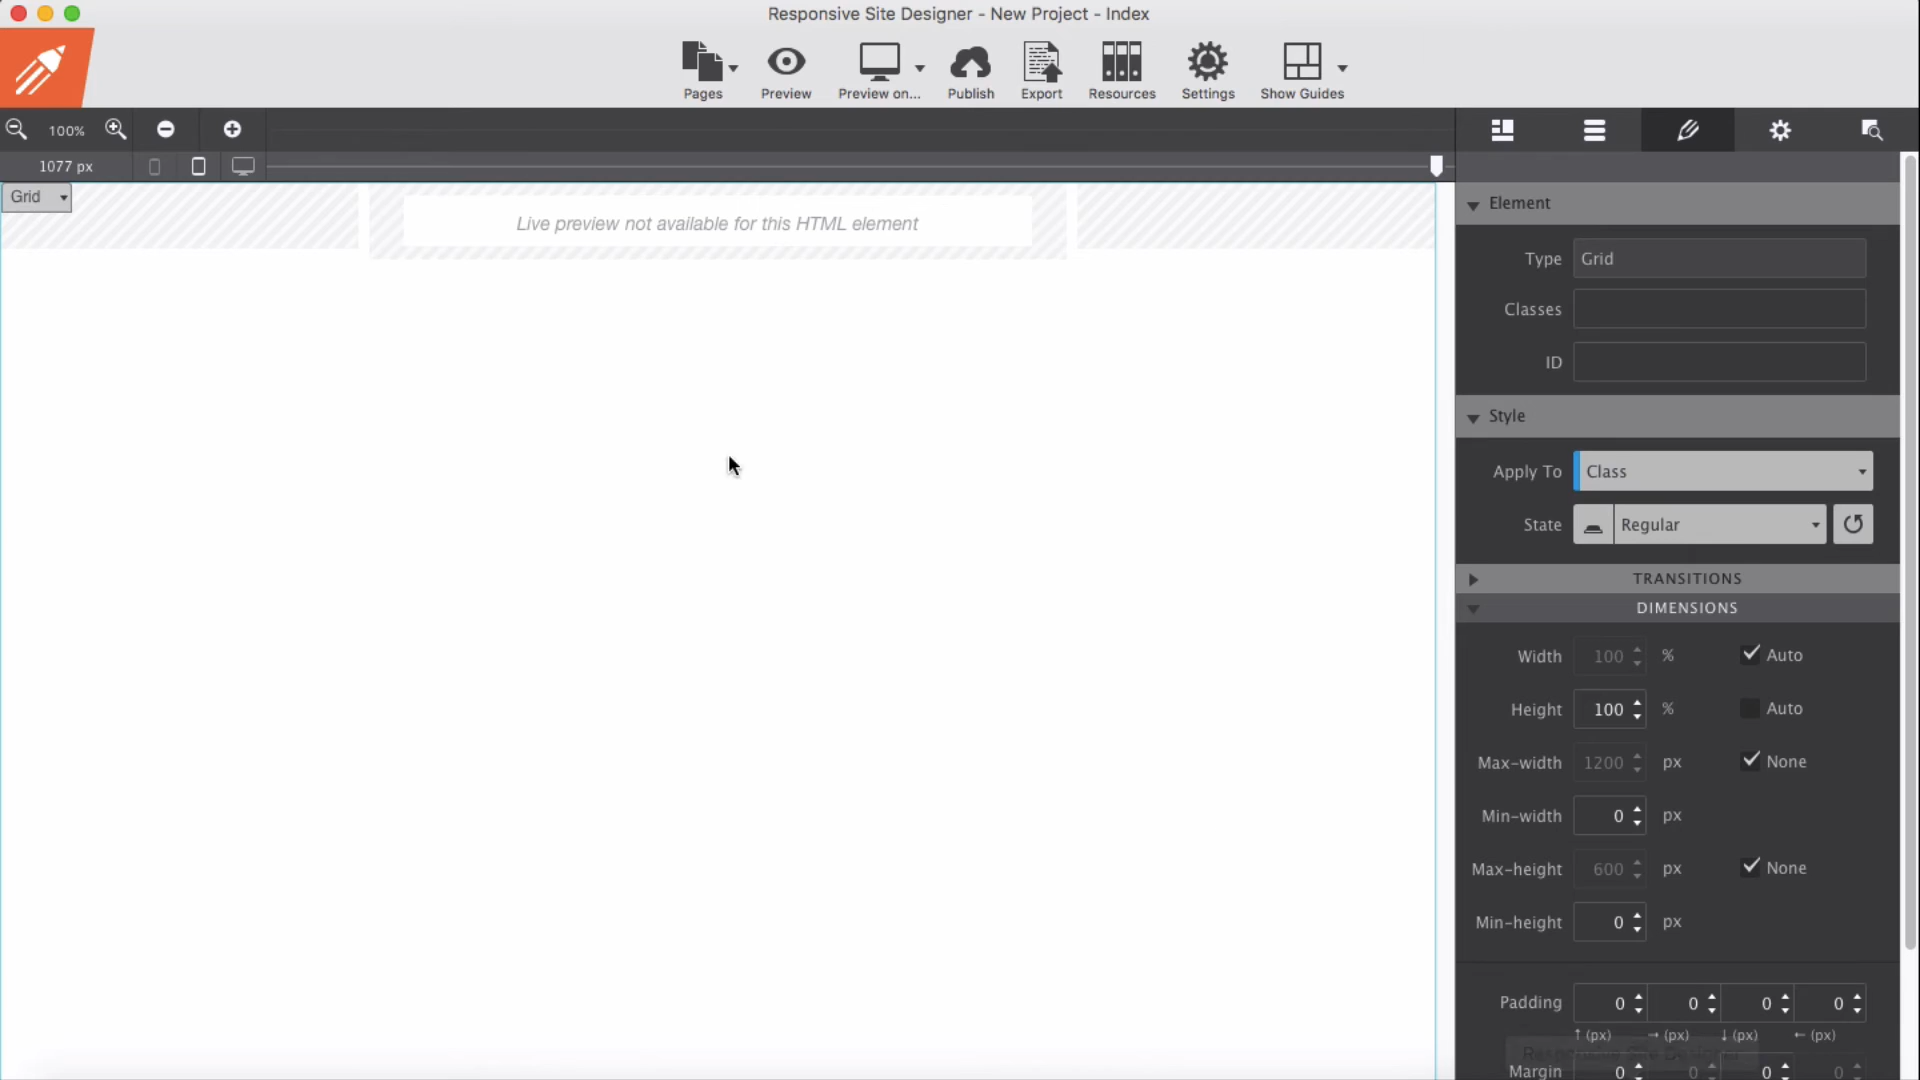 Responsive Site Designer - New Project - Index
Pages
Preview
Preview on...
Publish
Export
Resources
Settings
Show Guides
100%
1077 px
Grid
Live preview not available for this HTML element
Element
Type
Grid
Classes
ID
Style
Apply To
Class
State
Regular
TRANSITIONS
DIMENSIONS
Width 100 % Auto
Height 100 % Auto
Max-width 1200 px None
Min-width 0 px
Max-height 600 px None
Min-height 0 px
Padding 0 0 0 0
↑ (px) → (px) ↓ (px) ← (px)
Responsive Site Designer
Margin 0 0 0 0